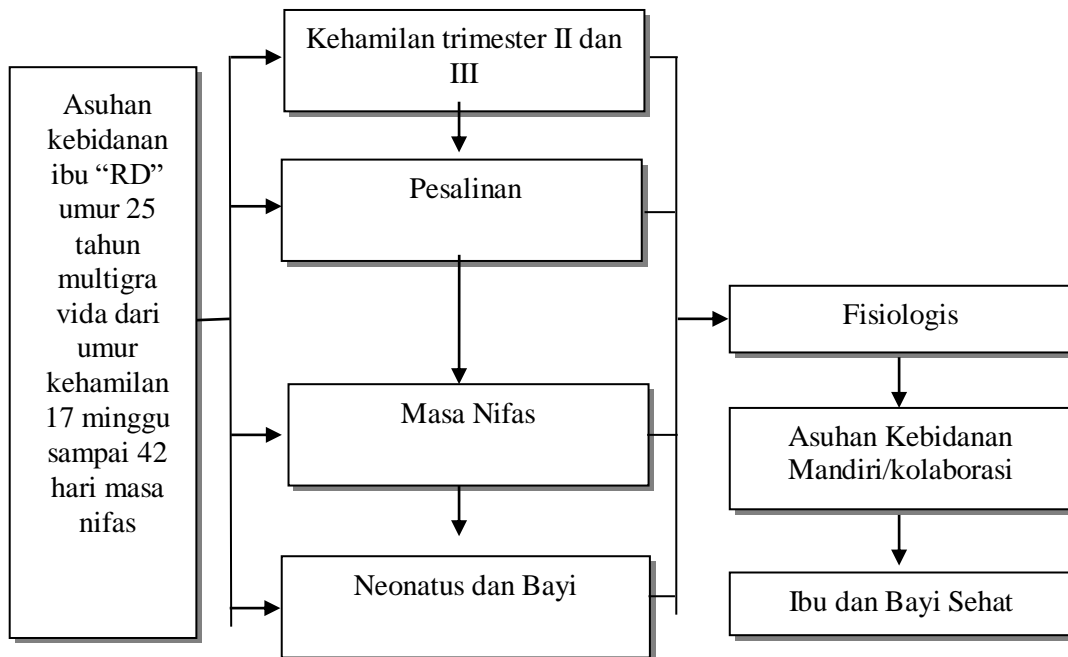 Asuhan
kebidanan
ibu “RD”
umur 25
tahun
multigra
vida dari
umur
kehamilan
17 minggu
sampai 42
hari masa
nifas
Kehamilan trimester II dan
III
Pesalinan
Masa Nifas
Neonatus dan Bayi
Fisiologis
Asuhan Kebidanan
Mandiri/kolaborasi
Ibu dan Bayi Sehat